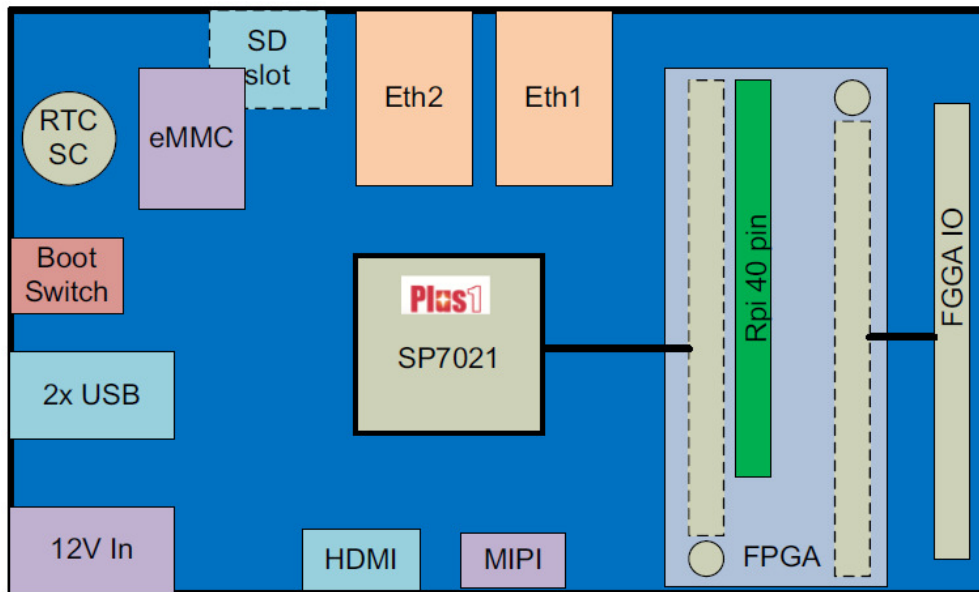 SD
slot
Eth2
Eth1
RTC
SC
eMMC
Boot
Switch
Plus1
SP7021
Rpi 40 pin
FGGA IO
2x USB
12V In
HDMI
MIPI
FPGA